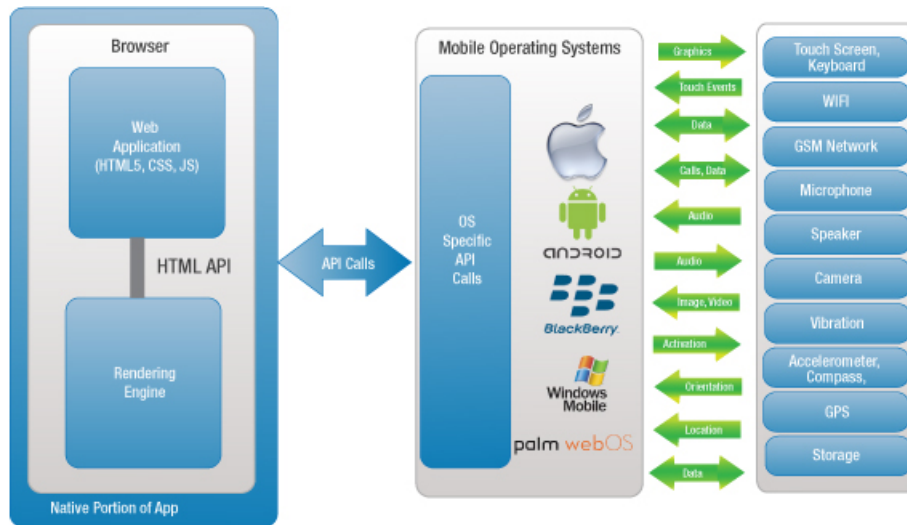 Browser
Web
Application
(HTML5, CSS, JS)
HTML API
Rendering
Engine
Native Portion of App
API Calls
Mobile Operating Systems
OS
Specific
API
Calls
ANDROID
BlackBerry.
Windows
Mobile
palm webOS
Graphics
Touch Events
Data
Calls, Data
Audio
Audio
Image, Video
Activation
Orientation
Location
Data
Touch Screen,
Keyboard
WIFI
GSM Network
Microphone
Speaker
Camera
Vibration
Accelerometer,
Compass,
GPS
Storage